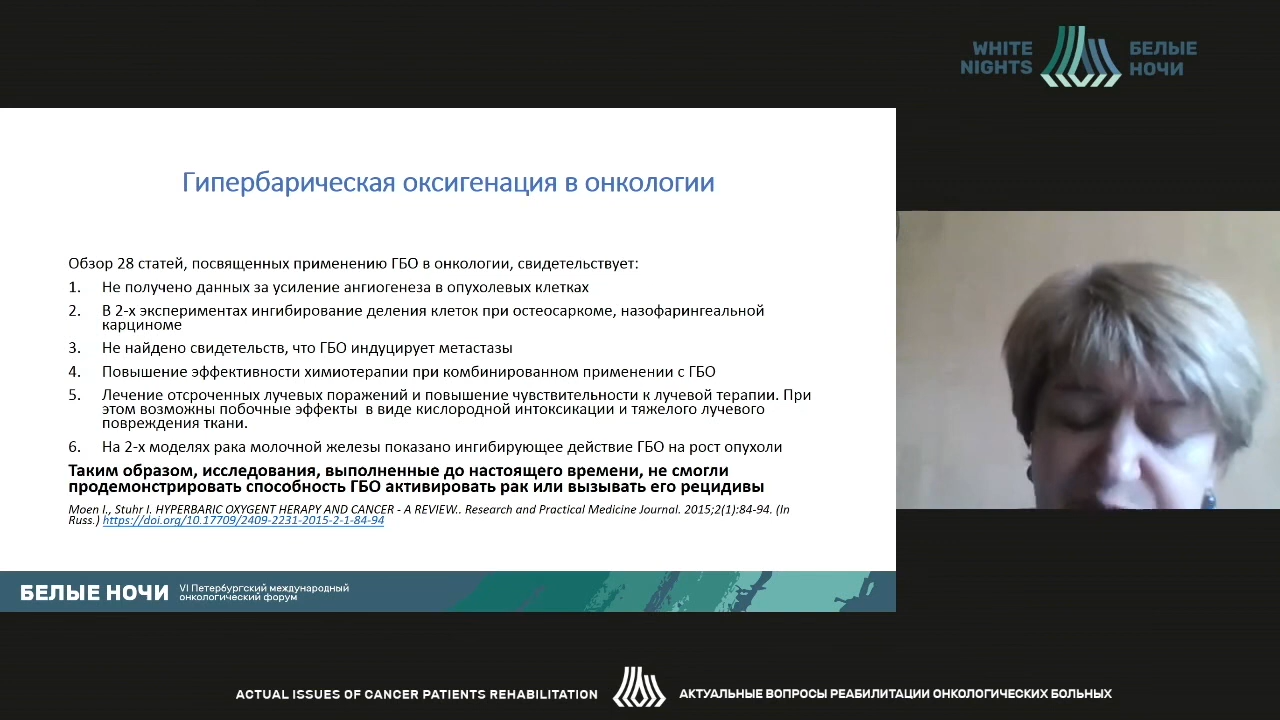 WHITE
NIGHTS
БЕЛЫЕ
НОЧИ
Гипербарическая оксигенация в онкологии
Обзор 28 статей, посвященных применению ГБО в онкологии, свидетельствует:
1. Не получено данных за усиление ангиогенеза в опухолевых клетках
2. В 2-х экспериментах ингибирование деления клеток при остеосаркоме, назофарингеальной
карциноме
3. Не найдено свидетельств, что ГБО индуцирует метастазы
4. Повышение эффективности химиотерапии при комбинированном применении с ГБО
5. Лечение отсроченных лучевых поражений и повышение чувствительности к лучевой терапии. При
этом возможны побочные эффекты в виде кислородной интоксикации и тяжелого лучевого
повреждения ткани.
6. На 2-х моделях рака молочной железы показано ингибирующее действие ГБО на рост опухоли
Таким образом, исследования, выполненные до настоящего времени, не смогли
продемонстрировать способность ГБО активировать рак или вызывать его рецидивы
Moen I., Stuhr I. HYPERBARIC OXYGENT HERAPY AND CANCER - A REVIEW.. Research and Practical Medicine Journal. 2015;2(1):84-94. (In
Russ.) https://doi.org/10.17709/2409-2231-2015-2-1-84-94
БЕЛЫЕ НОЧИ
VI Петербургский международный
онкологический форум
ACTUAL ISSUES OF CANCER PATIENTS REHABILITATION
АКТУАЛЬНЫЕ ВОПРОСЫ РЕАБИЛИТАЦИИ ОНКОЛОГИЧЕСКИХ БОЛЬНЫХ